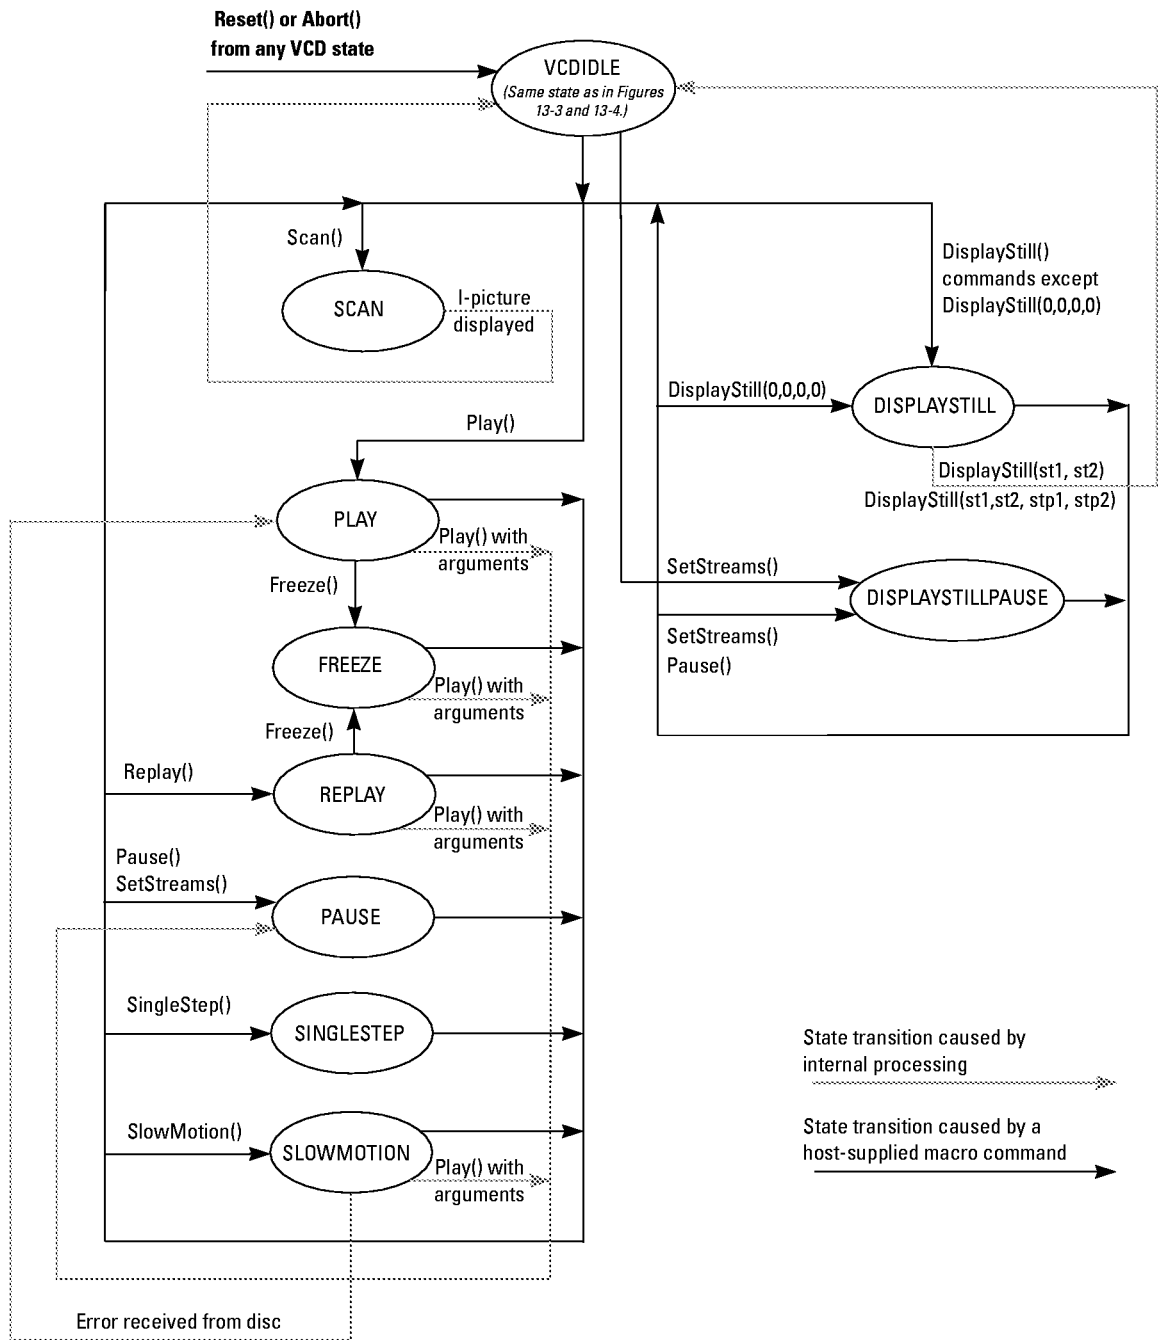 Reset() or Abort()
from any VCD state
VCDIDLE
(Same state as in Figures
13-3 and 13-4.)
Scan()
SCAN
I-picture
displayed
DisplayStill()
commands except
DisplayStill(0,0,0,0)
DisplayStill(0,0,0,0)
DISPLAYSTILL
Play()
DisplayStill(st1, st2)
DisplayStill(st1,st2, stp1, stp2)
PLAY
Play() with
arguments
Freeze()
SetStreams()
DISPLAYSTILLPAUSE
SetStreams()
Pause()
FREEZE
Play() with
arguments
Freeze()
Replay()
REPLAY
Play() with
arguments
Pause()
SetStreams()
PAUSE
SingleStep()
SINGLESTEP
State transition caused by
internal processing
SlowMotion()
SLOWMOTION
Play() with
arguments
State transition caused by a
host-supplied macro command
Error received from disc